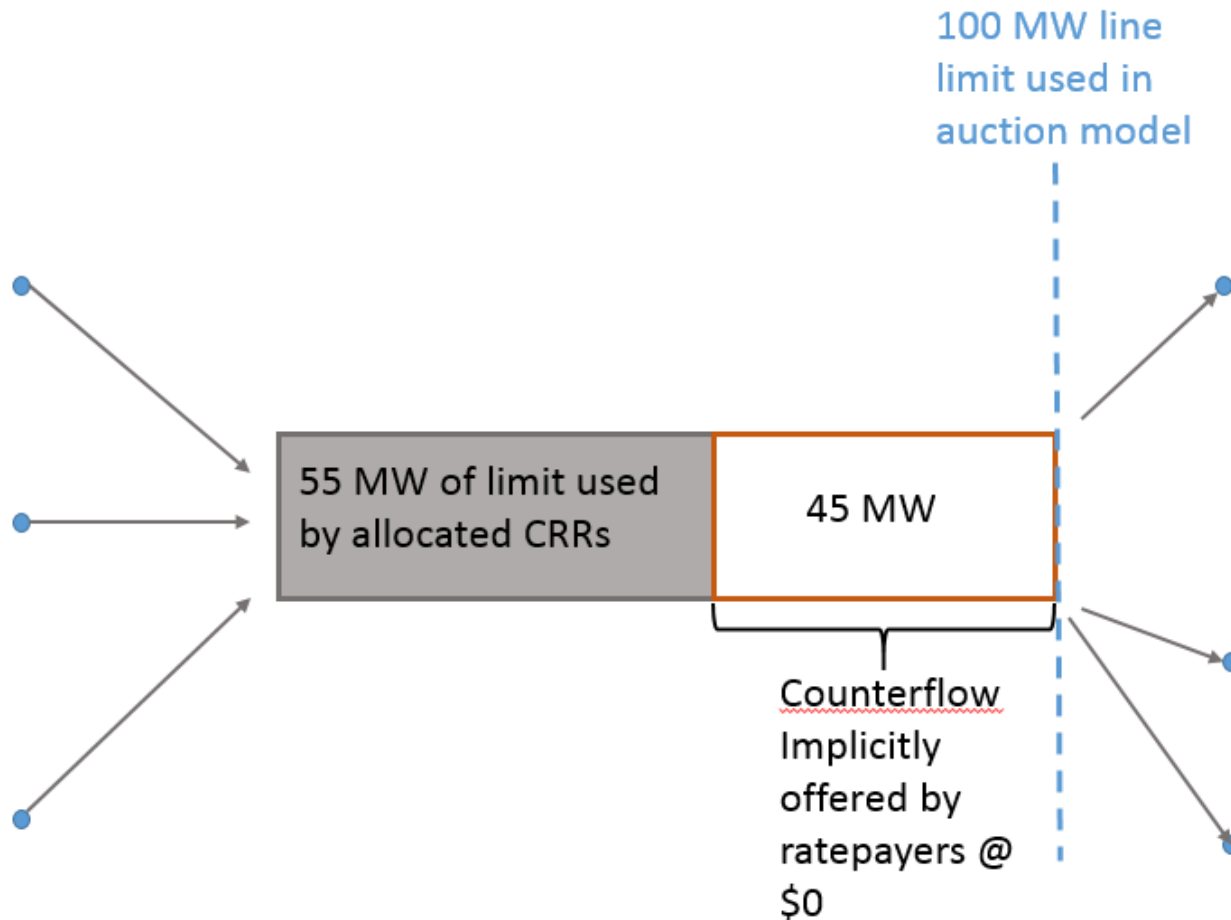 100 MW line
limit used in
auction model
55 MW of limit used
by allocated CRRs
45 MW
Counterflow
Implicitly
offered by
ratepayers @
$0